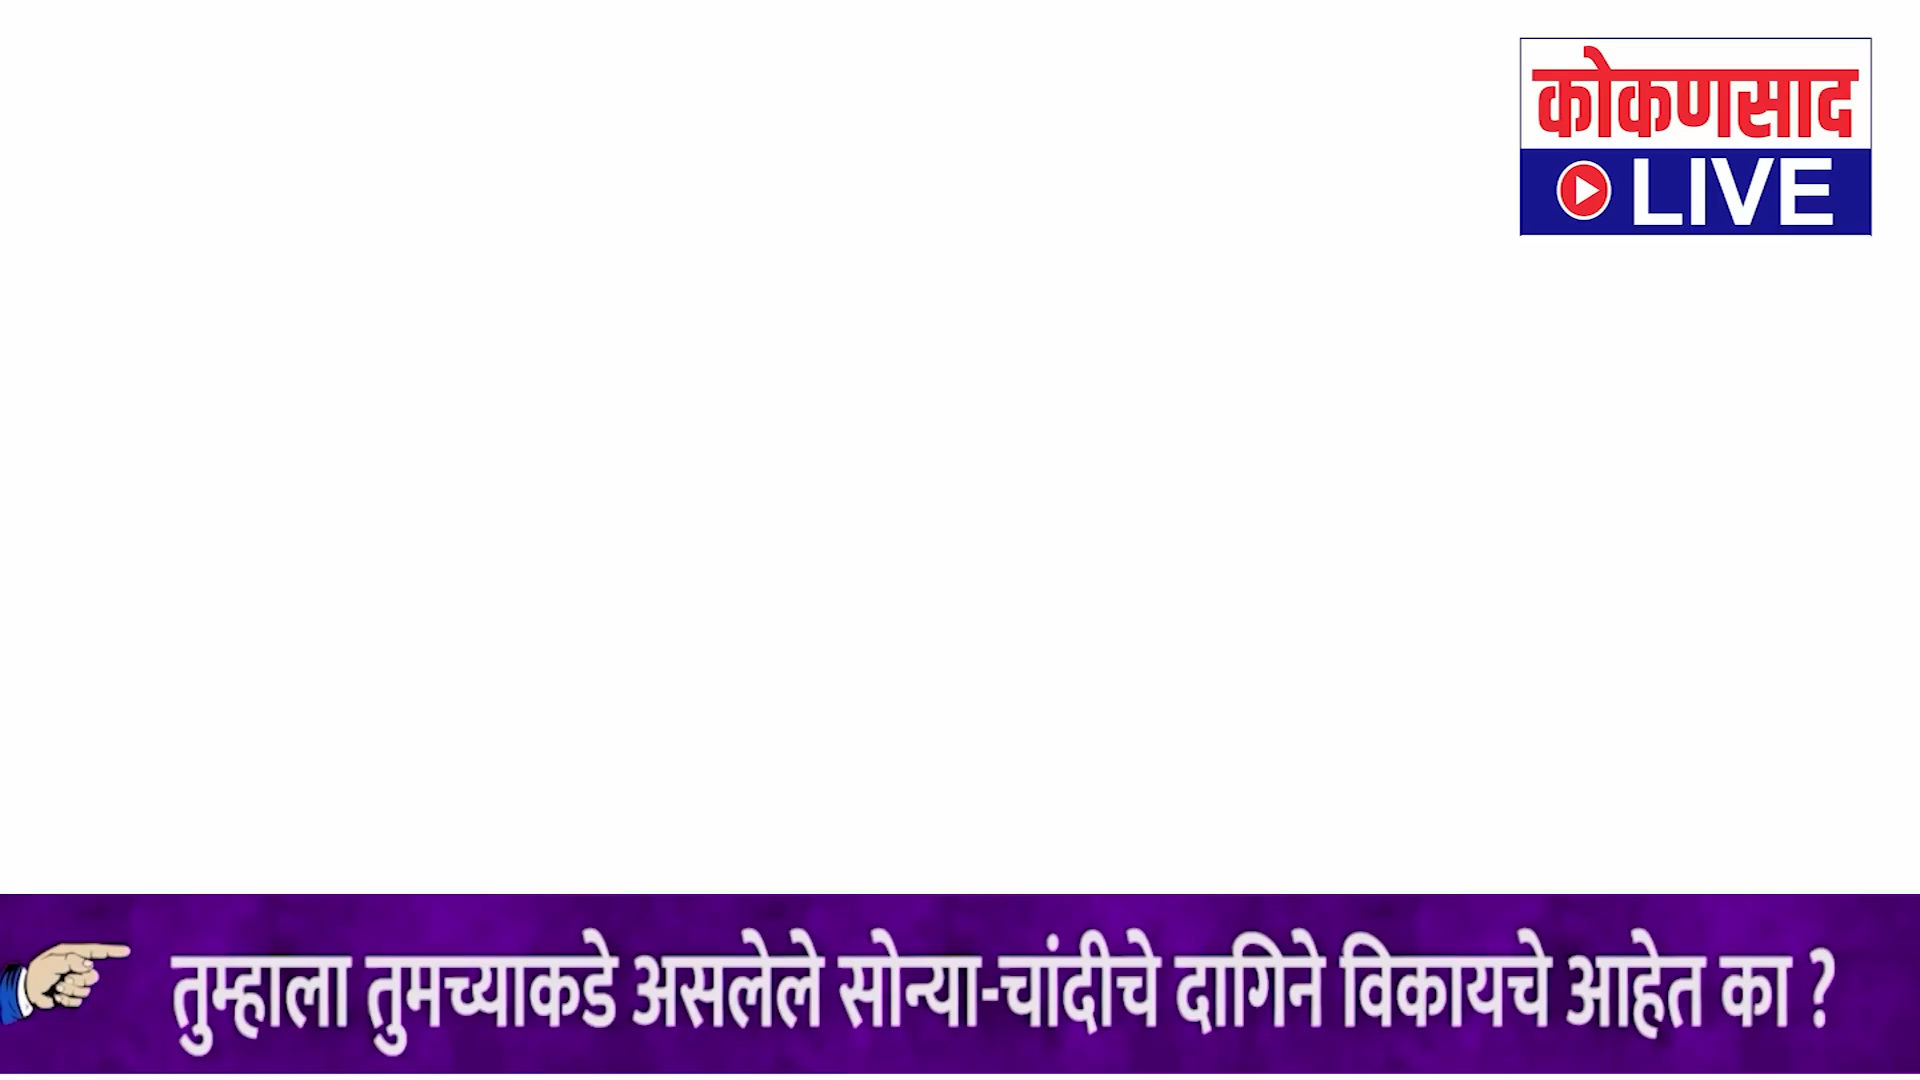 कोकणसाद
LIVE
तुम्हाला तुमच्याकडे असलेले सोन्या-चांदीचे दागिने विकायचे आहेत का ?